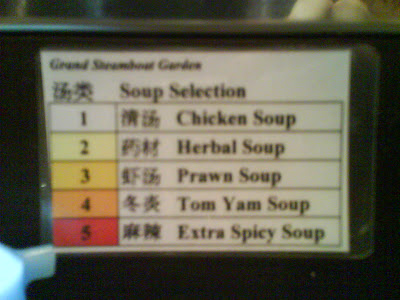 Grand Steamboat Garden
汤类 Soup Selection
1 清汤 Chicken Soup
2 药材 Herbal Soup
3 虾汤 Prawn Soup
4 冬炎 Tom Yam Soup
5 麻辣 Extra Spicy Soup